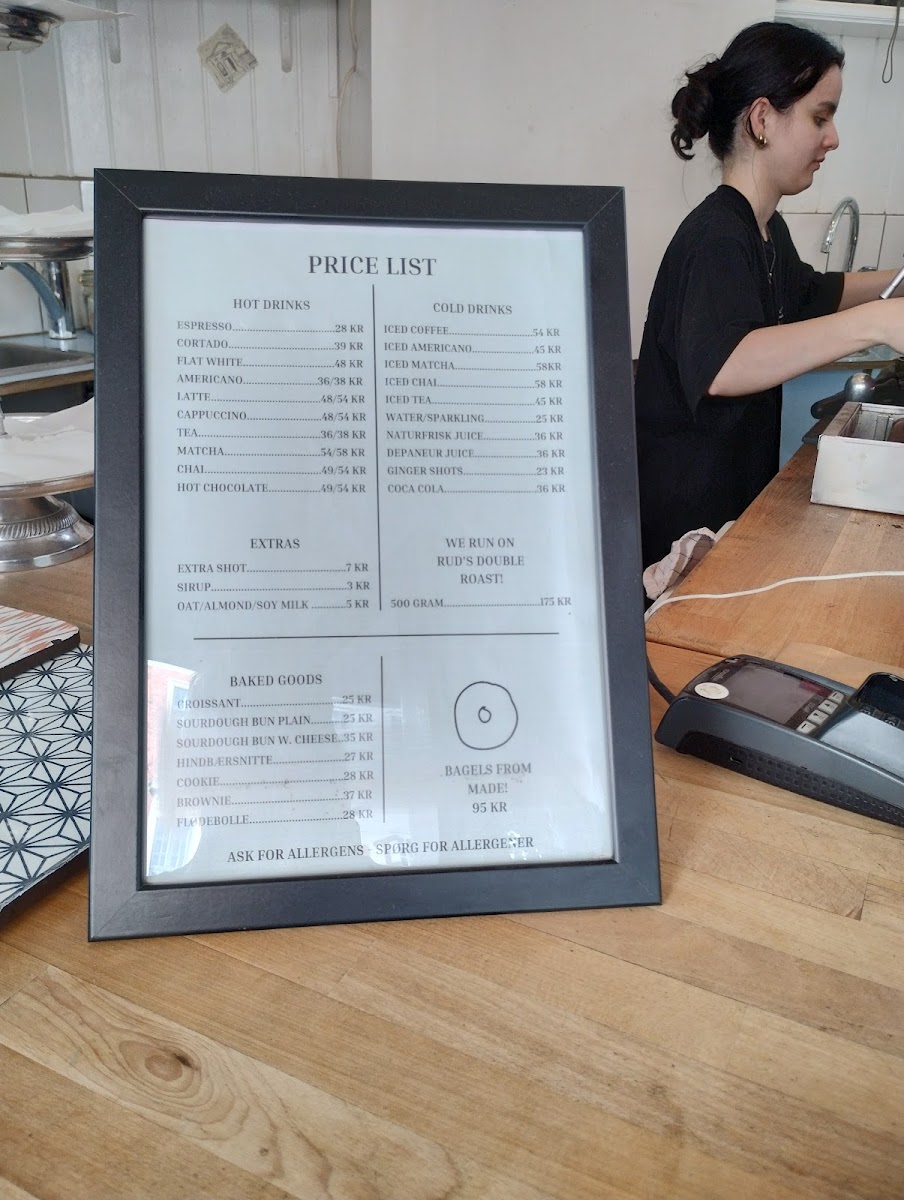 PRICE LIST
HOT DRINKS
ESPRESSO..............................28 KR
CORTADO..............................39 KR
FLAT WHITE..........................48 KR
AMERICANO.....................36/38 KR
LATTE................................48/54 KR
CAPPUCCINO.....................48/54 KR
TEA....................................36/38 KR
MATCHA............................54/58 KR
CHAI..................................49/54 KR
HOT CHOCOLATE...............49/54 KR
COLD DRINKS
ICED COFFEE........................54 KR
ICED AMERICANO.................45 KR
ICED MATCHA.......................58KR
ICED CHAI...........................58 KR
ICED TEA.............................45 KR
WATER/SPARKLING...............25 KR
NATURFRISK JUICE................36 KR
DEPANEUR JUICE..................36 KR
GINGER SHOTS.....................23 KR
COCA COLA..........................36 KR
EXTRAS
EXTRA SHOT...........................7 KR
SIRUP....................................3 KR
OAT/ALMOND/SOY MILK ..........5 KR
WE RUN ON
RUD'S DOUBLE
ROAST!
500 GRAM...........................175 KR
BAKED GOODS
CROISSANT..........................25 KR
SOURDOUGH BUN PLAIN........25 KR
SOURDOUGH BUN W. CHEESE..35 KR
HINDBÆRSNITTE...................27 KR
COOKIE................................28 KR
BROWNIE..............................37 KR
FLØDEBOLLE.........................28 KR
BAGELS FROM
MADE!
95 KR
ASK FOR ALLERGENS - SPØRG FOR ALLERGENER